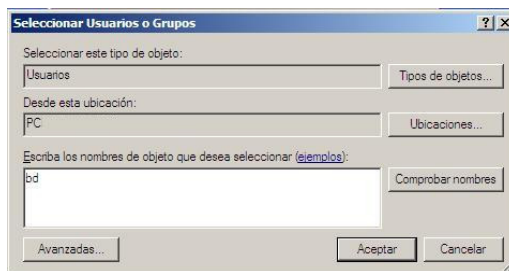 Seleccionar Usuarios o Grupos
Seleccionar este tipo de objeto:
Usuarios
Tipos de objetos...
Desde esta ubicación:
PC
Ubicaciones...
Escriba los nombres de objeto que desea seleccionar (ejemplos):
bd
Comprobar nombres
Avanzadas...
Aceptar
Cancelar